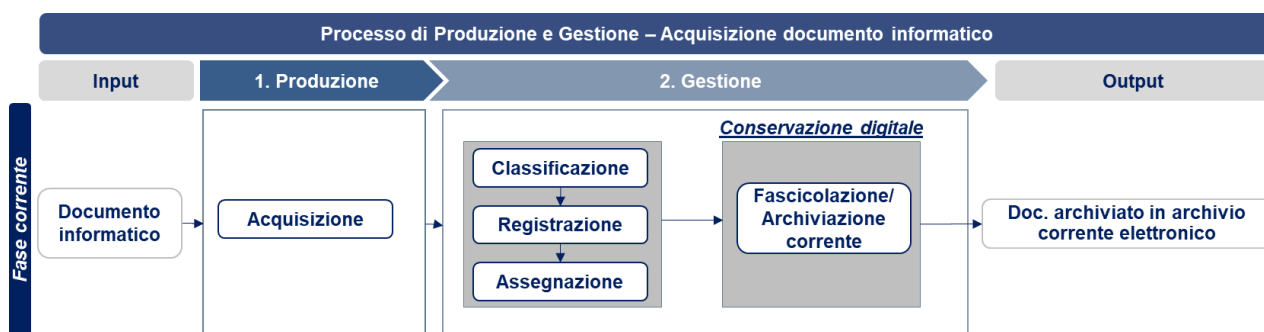 Processo di Produzione e Gestione – Acquisizione documento informatico
Input
1. Produzione
2. Gestione
Output
Fase corrente
Documento
informatico
Acquisizione
Classificazione
Registrazione
Assegnazione
Conservazione digitale
Fascicolazione/
Archiviazione
corrente
Doc. archiviato in archivio
corrente elettronico